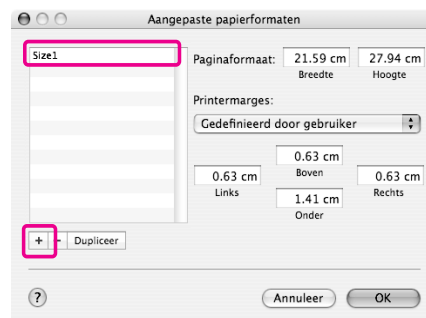 Aangepaste papierformaten
Size1
Paginaformaat: 21.59 cm 27.94 cm
Breedte Hoogte
Printermarges:
Gedefinieerd door gebruiker
0.63 cm
Boven
0.63 cm 0.63 cm
Links Rechts
1.41 cm
Onder
+ - Dupliceer
? Annuleer OK